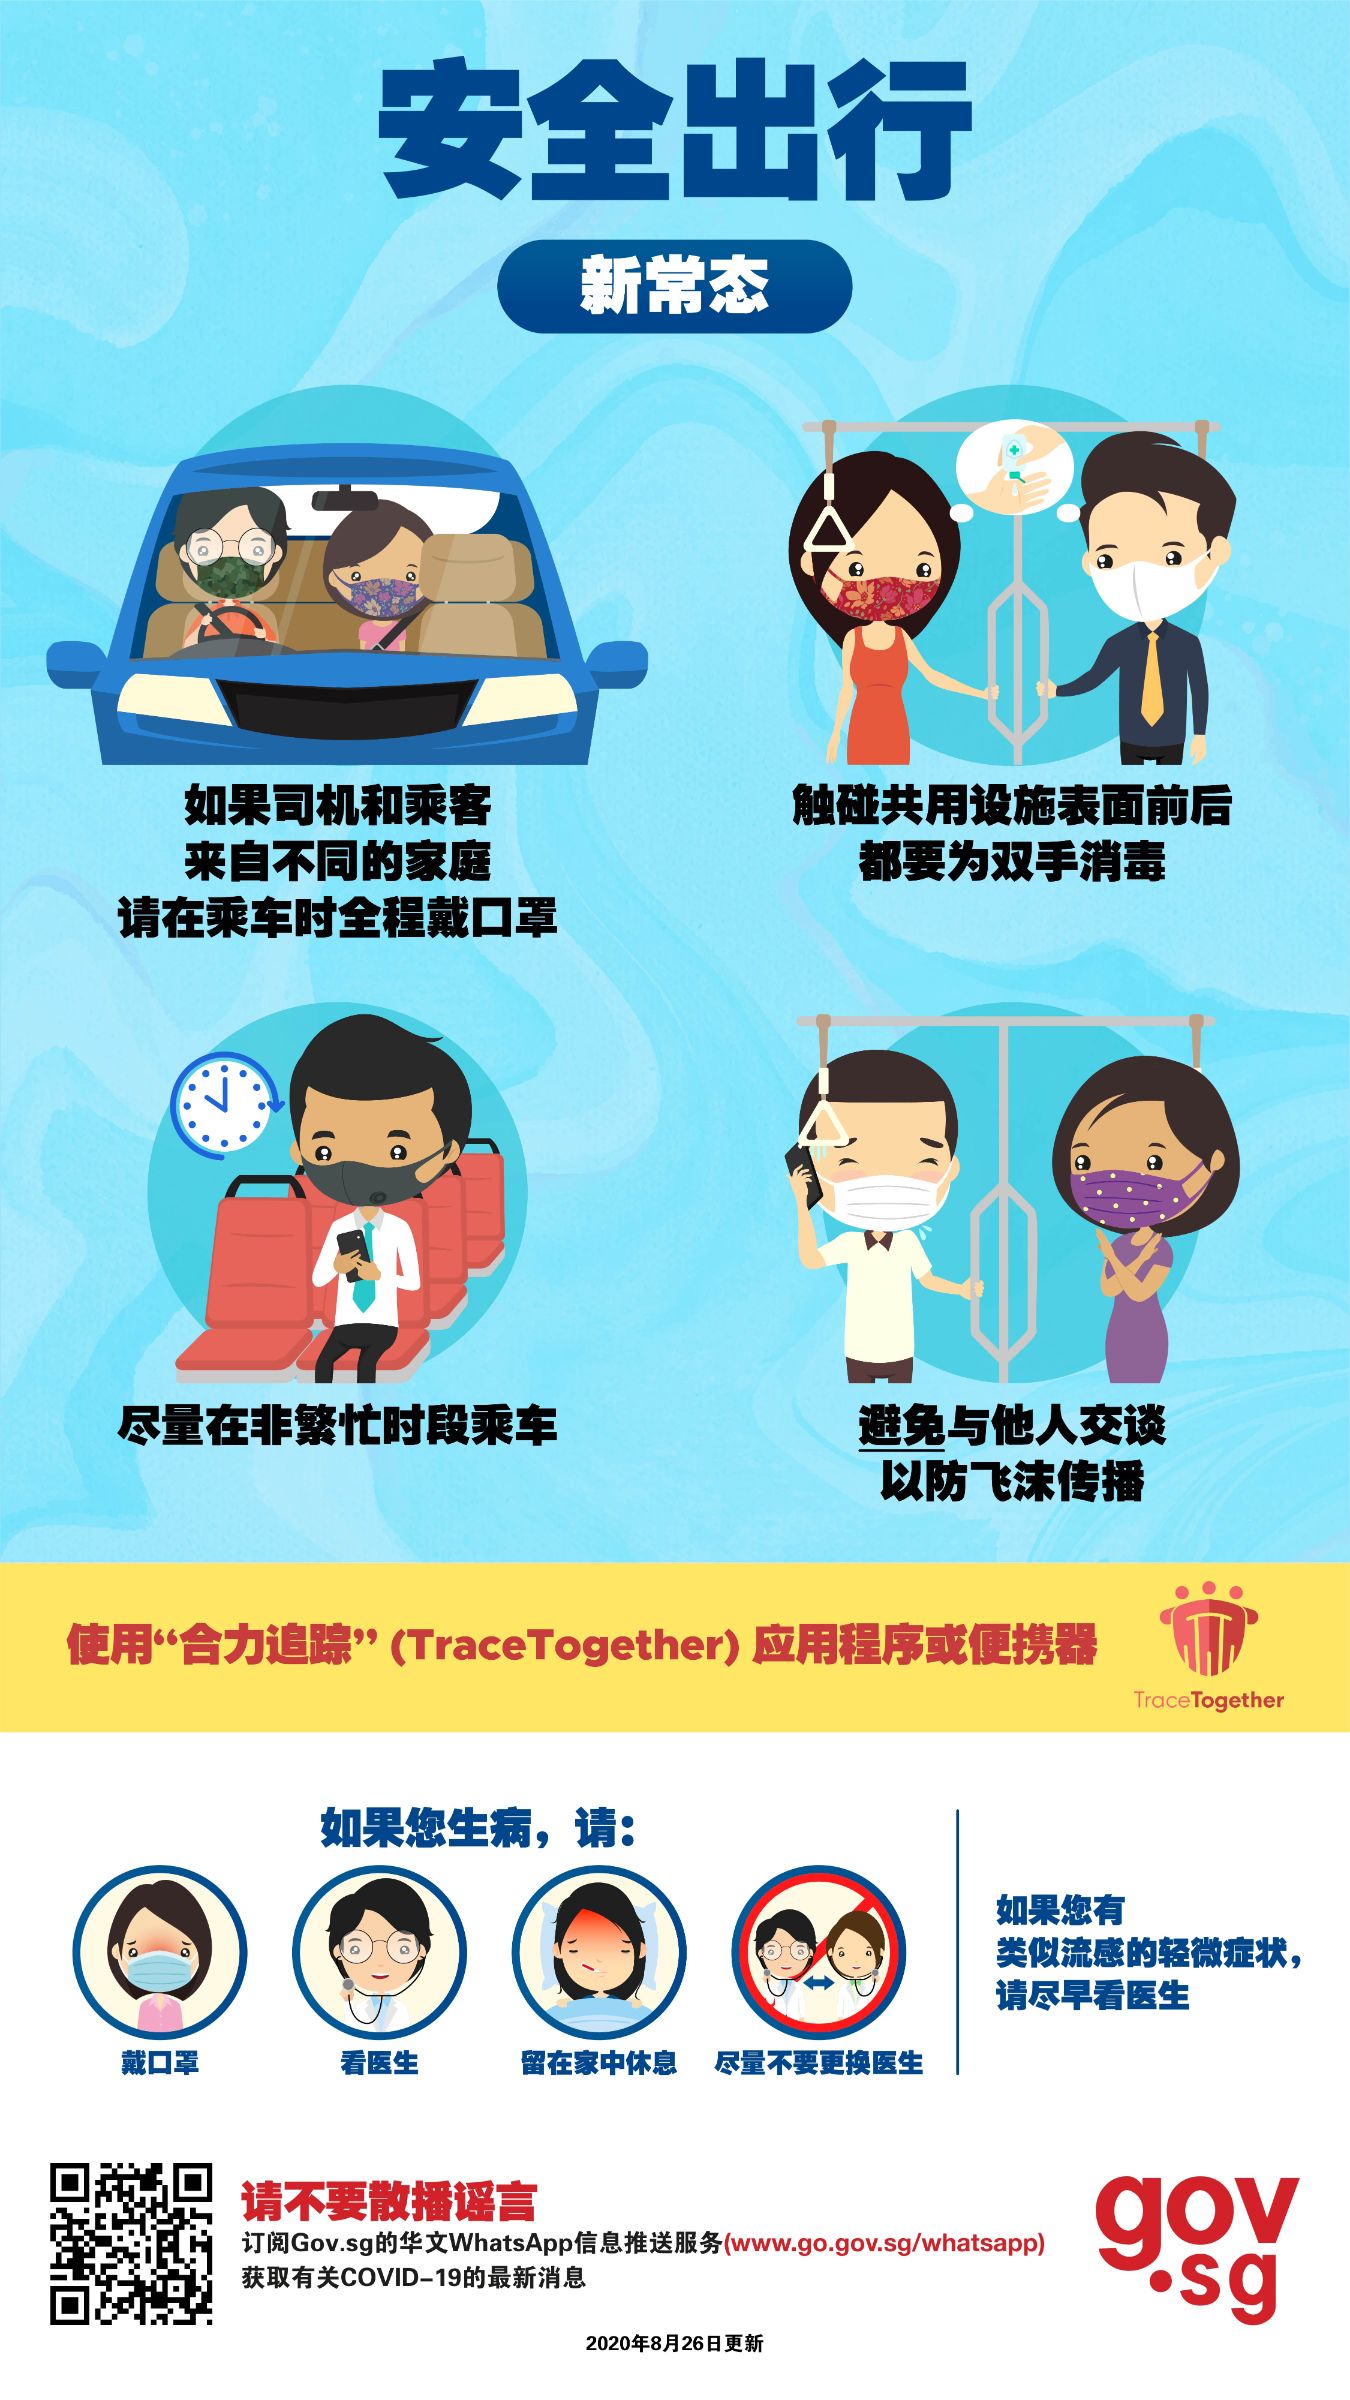 安全出行
新常态
如果司机和乘客
来自不同的家庭
请在乘车时全程戴口罩
触碰共用设施表面前后
都要为双手消毒
尽量在非繁忙时段乘车
避免与他人交谈
以防飞沫传播
使用“合力追踪” (TraceTogether) 应用程序或便携器
TraceTogether
如果您生病，请：
戴口罩
看医生
留在家中休息
尽量不要更换医生
如果您有
类似流感的轻微症状，
请尽早看医生
请不要散播谣言
订阅Gov.sg的华文WhatsApp信息推送服务(www.go.gov.sg/whatsapp)
获取有关COVID-19的最新消息
gov
.sg
2020年8月26日更新